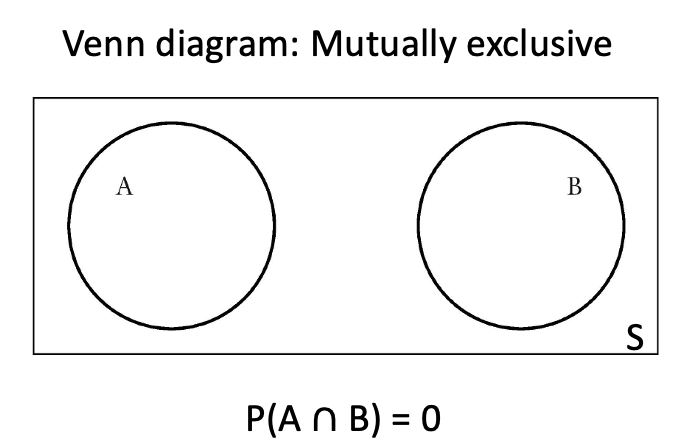 Venn diagram: Mutually exclusive
A
B
S
P(A ∩ B) = 0